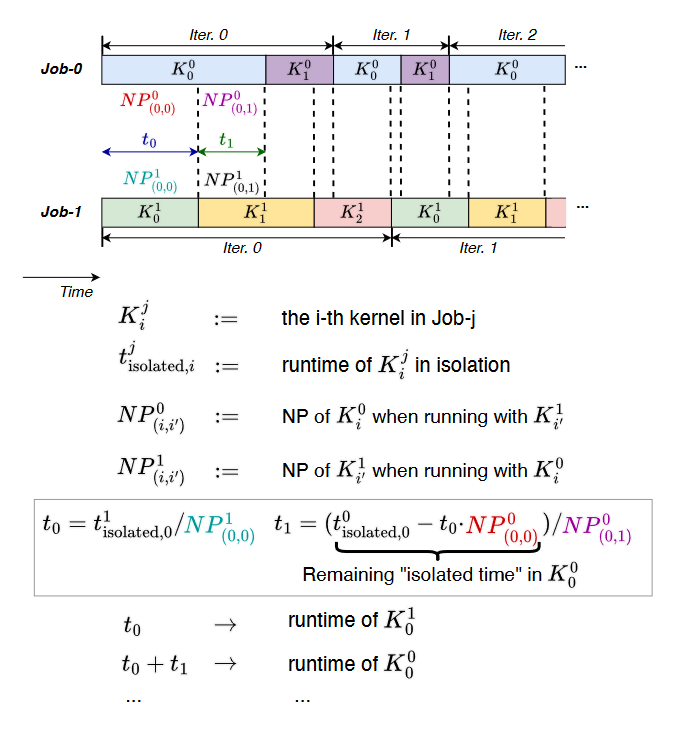 Iter. 0 Iter. 1 Iter. 2
Job-0 K_0^0 K_1^0 K_0^0 K_1^0 K_0^0 ...
NP_{(0,0)}^0 NP_{(0,1)}^0
t_0 t_1
NP_{(0,0)}^1 NP_{(0,1)}^1
Job-1 K_0^1 K_1^1 K_2^1 K_0^1 K_1^1 ...
Iter. 0 Iter. 1
Time
K_i^j := the i-th kernel in Job-j
t_{isolated,i}^j := runtime of K_i^j in isolation
NP_{(i,i')}^0 := NP of K_i^0 when running with K_{i'}^1
NP_{(i,i')}^1 := NP of K_{i'}^1 when running with K_i^0
t_0 = t_{isolated,0}^1/NP_{(0,0)}^1 t_1 = (t_{isolated,0}^0 − t_0·NP_{(0,0)}^0)/NP_{(0,1)}^0
Remaining "isolated time" in K_0^0
t_0 → runtime of K_0^1
t_0 + t_1 → runtime of K_0^0
... ...